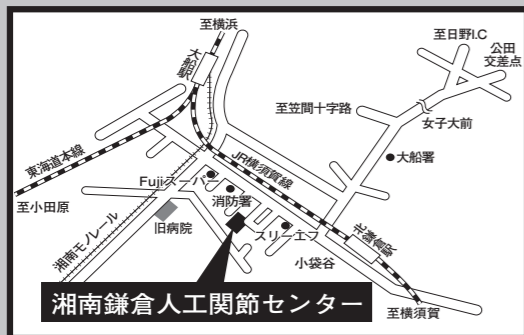 至横浜
至日野I.C
公田
交差点
大船駅
至笠間十字路
女子大前
東海道本線
JR横須賀線
大船署
Fujiスーパー
消防署
至小田原
湘南モノレール
旧病院
スリーエフ
北鎌倉駅
小袋谷
湘南鎌倉人工関節センター
至横須賀